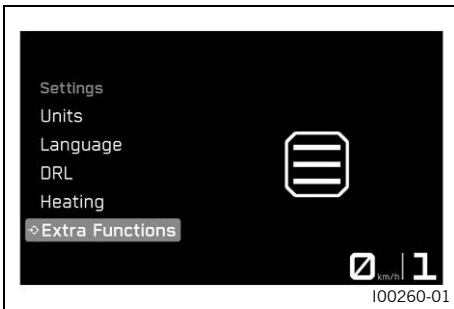 Settings
Units
Language
DRL
Heating
Extra Functions
0 km/h 1
I00260-01